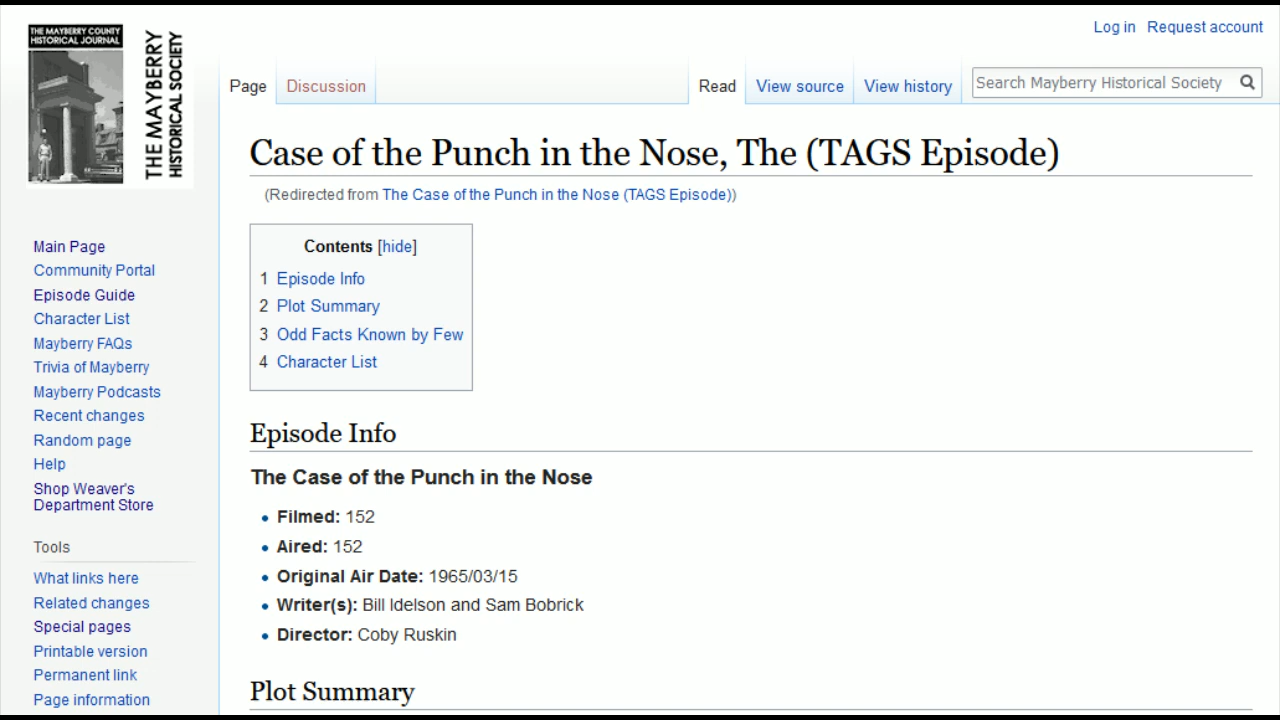 THE MAYBERRY COUNTY
HISTORICAL JOURNAL
THE MAYBERRY
HISTORICAL SOCIETY
Log in Request account
Page Discussion Read View source View history Search Mayberry Historical Society
Case of the Punch in the Nose, The (TAGS Episode)
(Redirected from The Case of the Punch in the Nose (TAGS Episode))
Contents [hide]
1 Episode Info
2 Plot Summary
3 Odd Facts Known by Few
4 Character List
Main Page
Community Portal
Episode Guide
Character List
Mayberry FAQs
Trivia of Mayberry
Mayberry Podcasts
Recent changes
Random page
Help
Shop Weaver's
Department Store
Tools
What links here
Related changes
Special pages
Printable version
Permanent link
Page information
Episode Info
The Case of the Punch in the Nose
• Filmed: 152
• Aired: 152
• Original Air Date: 1965/03/15
• Writer(s): Bill Idelson and Sam Bobrick
• Director: Coby Ruskin
Plot Summary